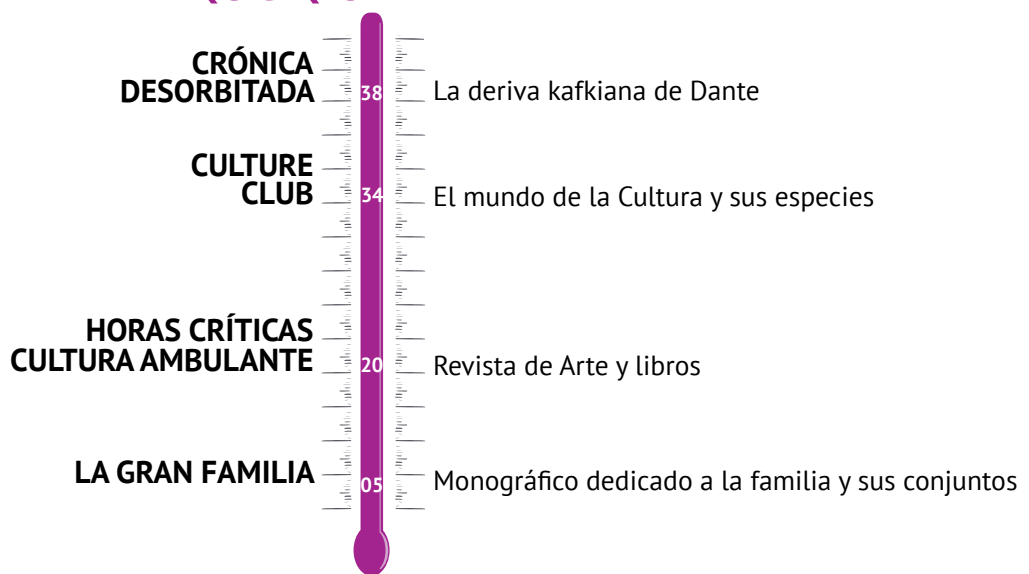 CRÓNICA
DESORBITADA
38
La deriva kafkiana de Dante
CULTURE
CLUB
34
El mundo de la Cultura y sus especies
HORAS CRÍTICAS
CULTURA AMBULANTE
20
Revista de Arte y libros
LA GRAN FAMILIA
05
Monográfico dedicado a la familia y sus conjuntos